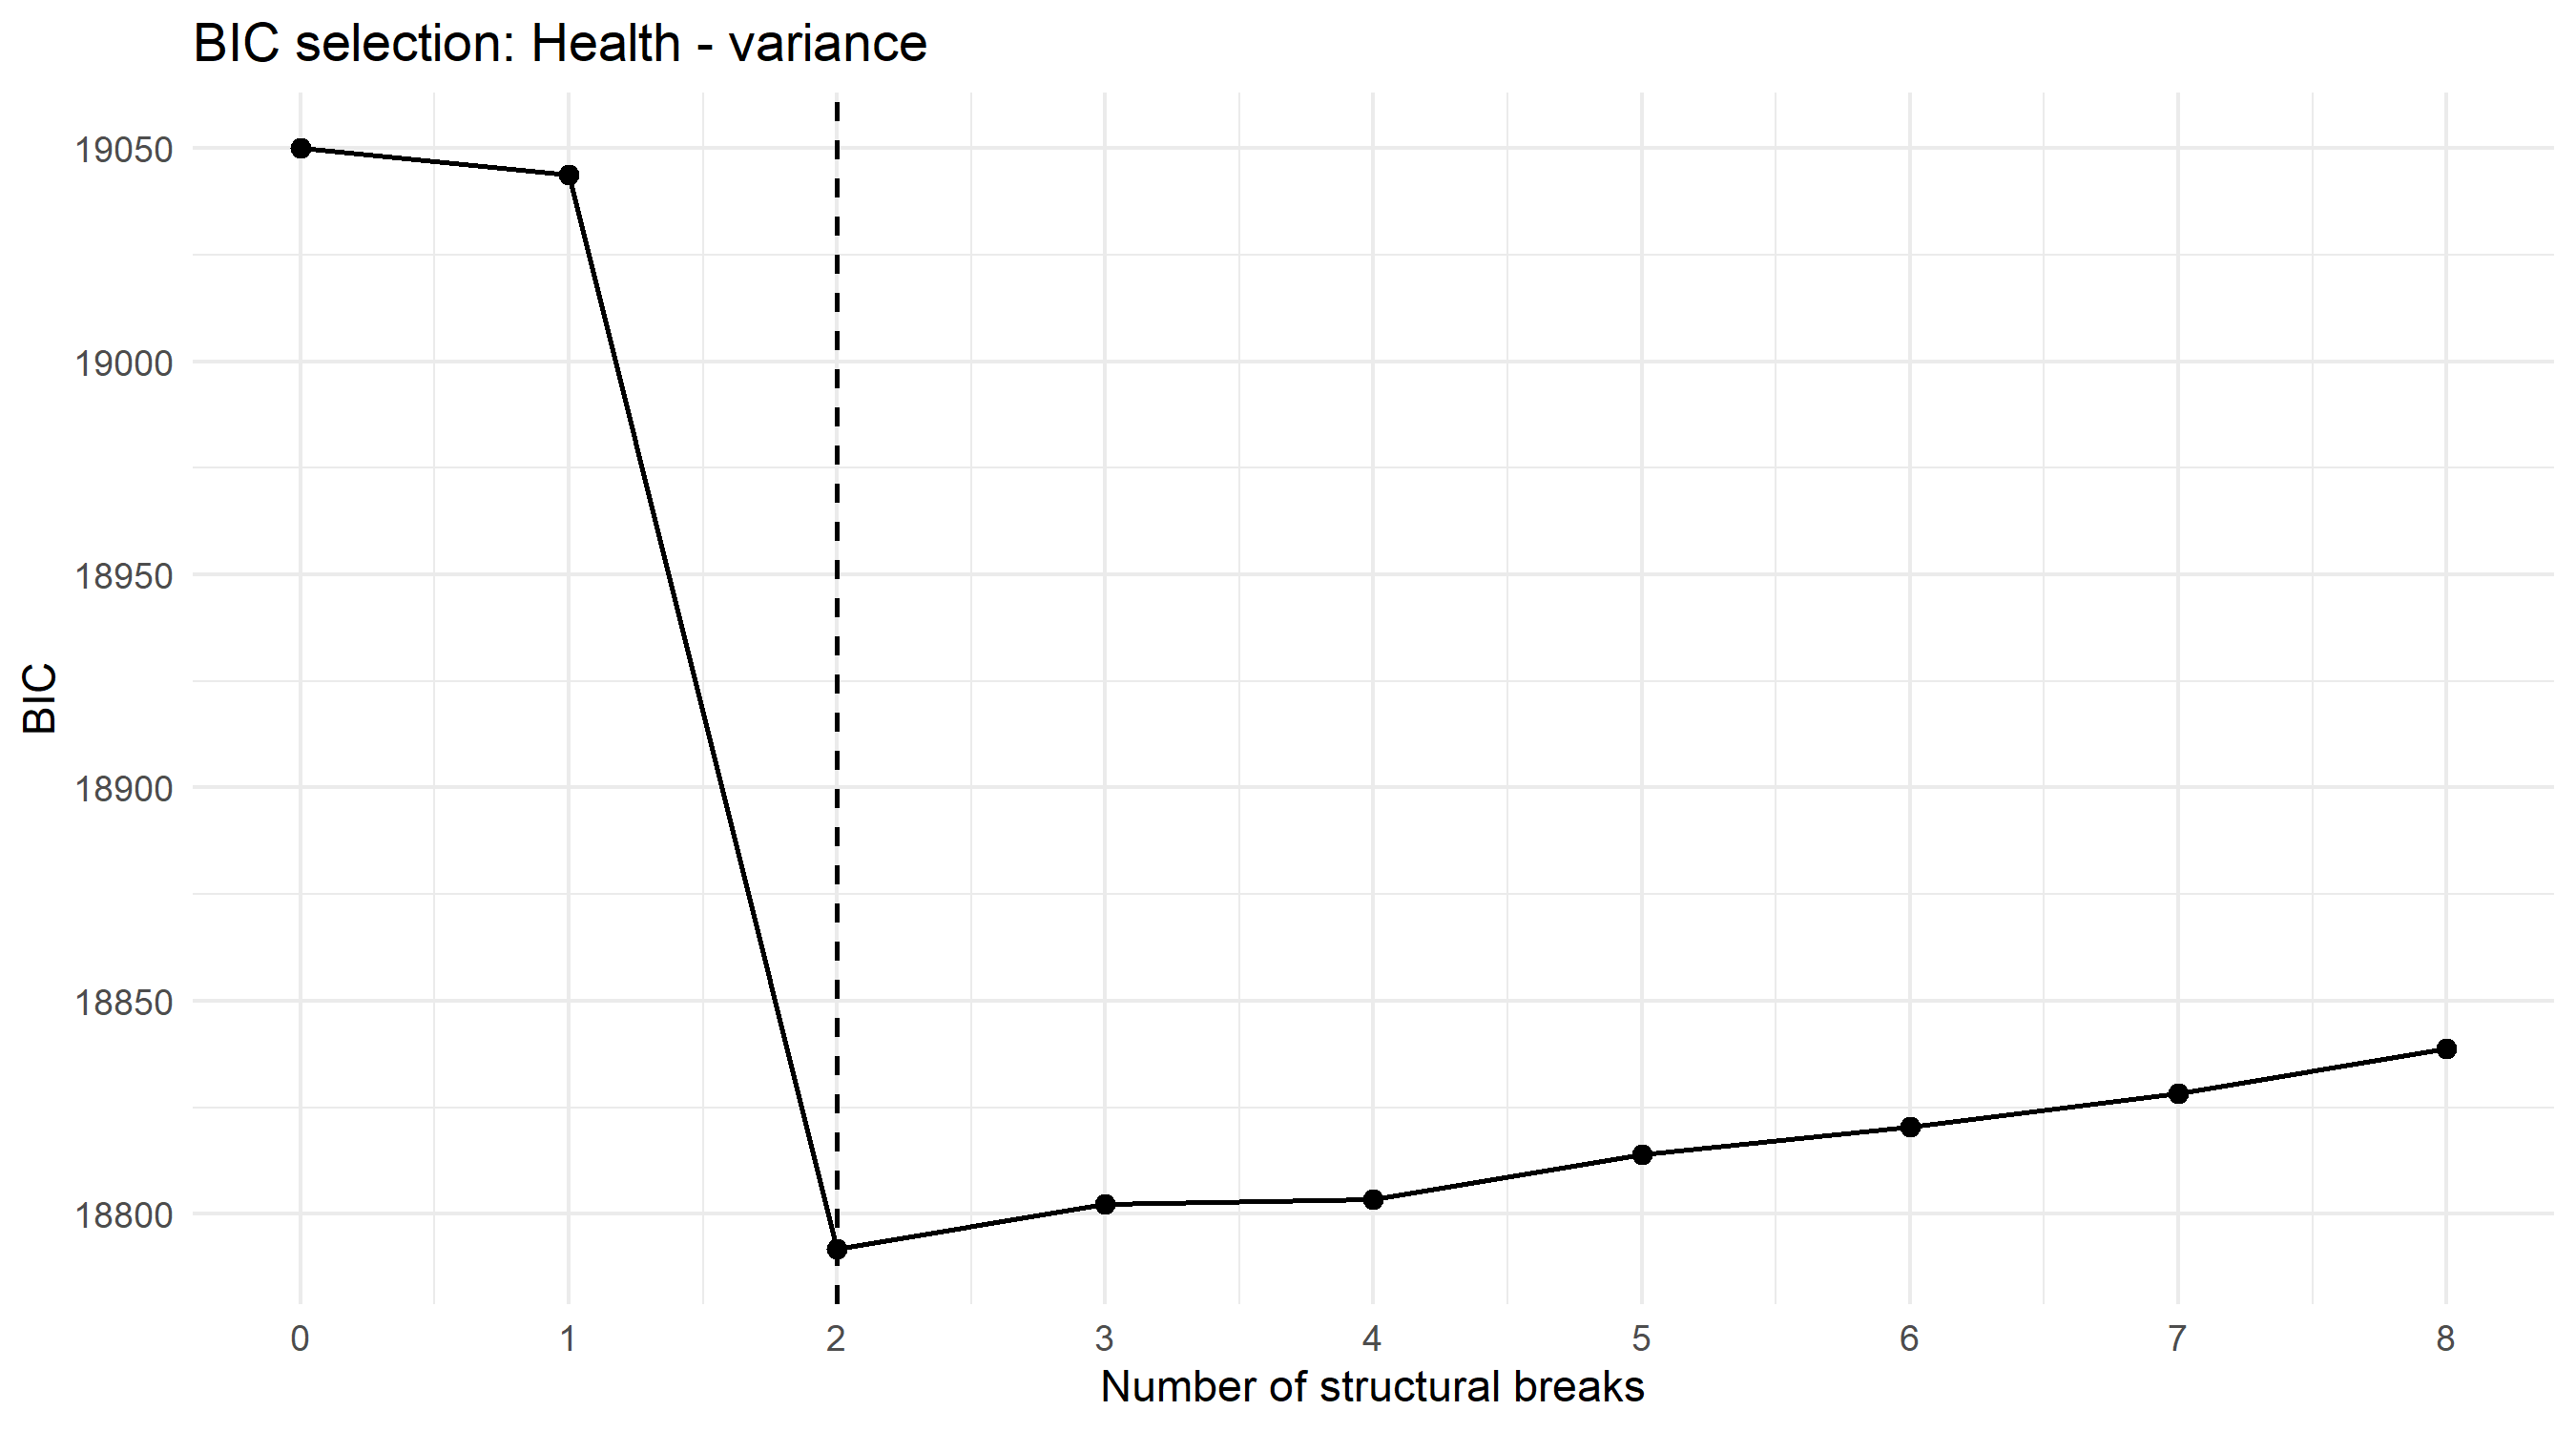 BIC selection: Health - variance
19050
19000
18950
18900
18850
18800
BIC
0 1 2 3 4 5 6 7 8
Number of structural breaks